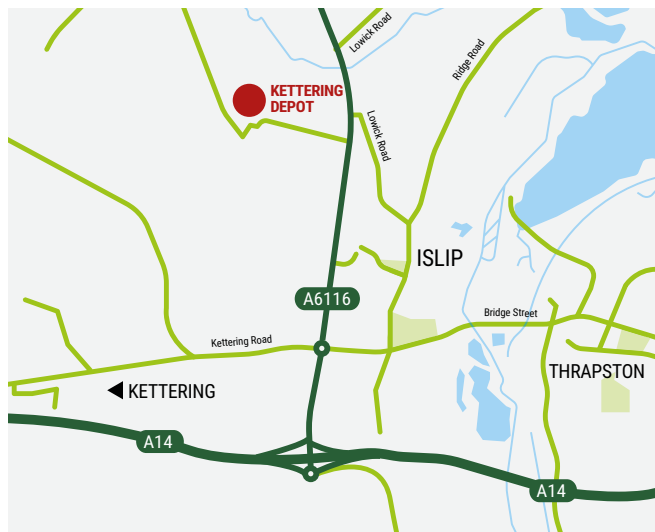 Lowick Road
Ridge Road
KETTERING
DEPOT
Lowick Road
ISLIP
A6116
Bridge Street
Kettering Road
THRAPSTON
KETTERING
A14
A14